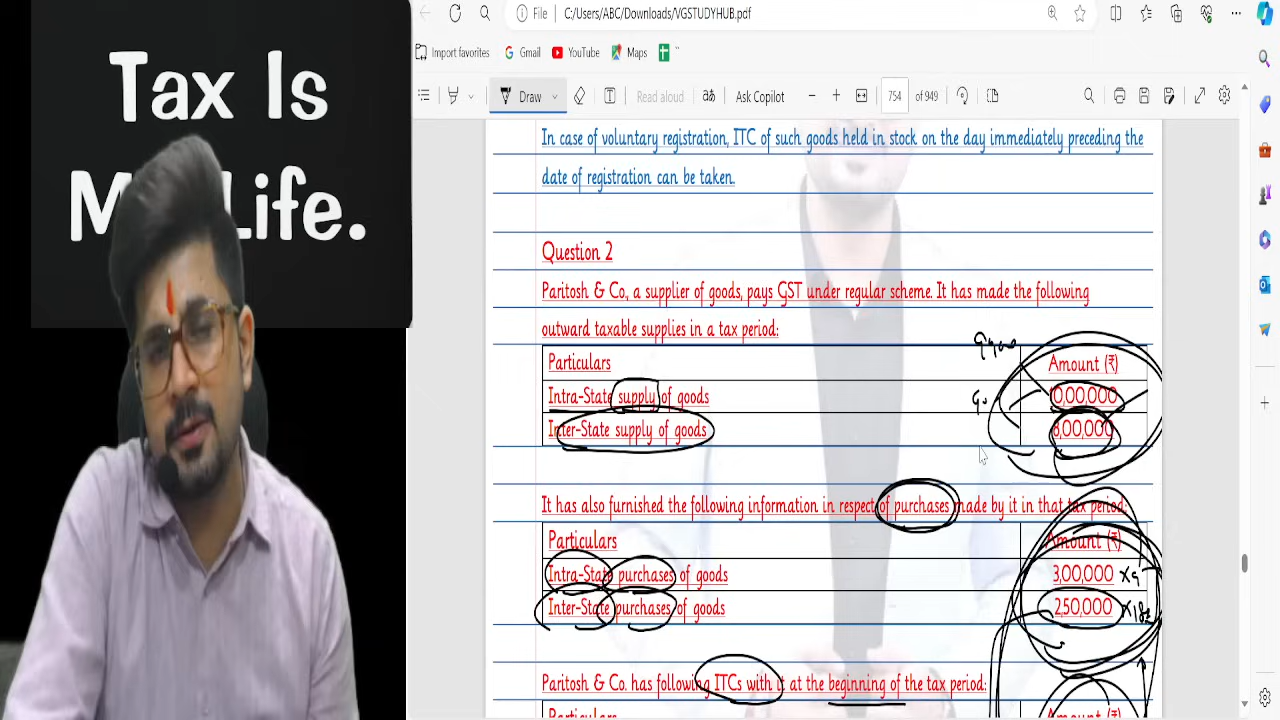 Tax Is
My Life.
File C:/Users/ABC/Downloads/VGSTUDYHUB.pdf
Import favorites Gmail YouTube Maps
Draw Read aloud Ask Copilot 754 of 949
In case of voluntary registration, ITC of such goods held in stock on the day immediately preceding the
date of registration can be taken.
Question 2
Paritosh & Co., a supplier of goods, pays GST under regular scheme. It has made the following
outward taxable supplies in a tax period:
Particulars Amount (₹)
Intra-State supply of goods 0,00,000
Inter-State supply of goods 8,00,000
It has also furnished the following information in respect of purchases made by it in that tax period:
Particulars Amount (₹)
Intra-State purchases of goods 3,00,000
Inter-State purchases of goods 2,50,000 X18%
Paritosh & Co. has following ITCs with it at the beginning of the tax period: